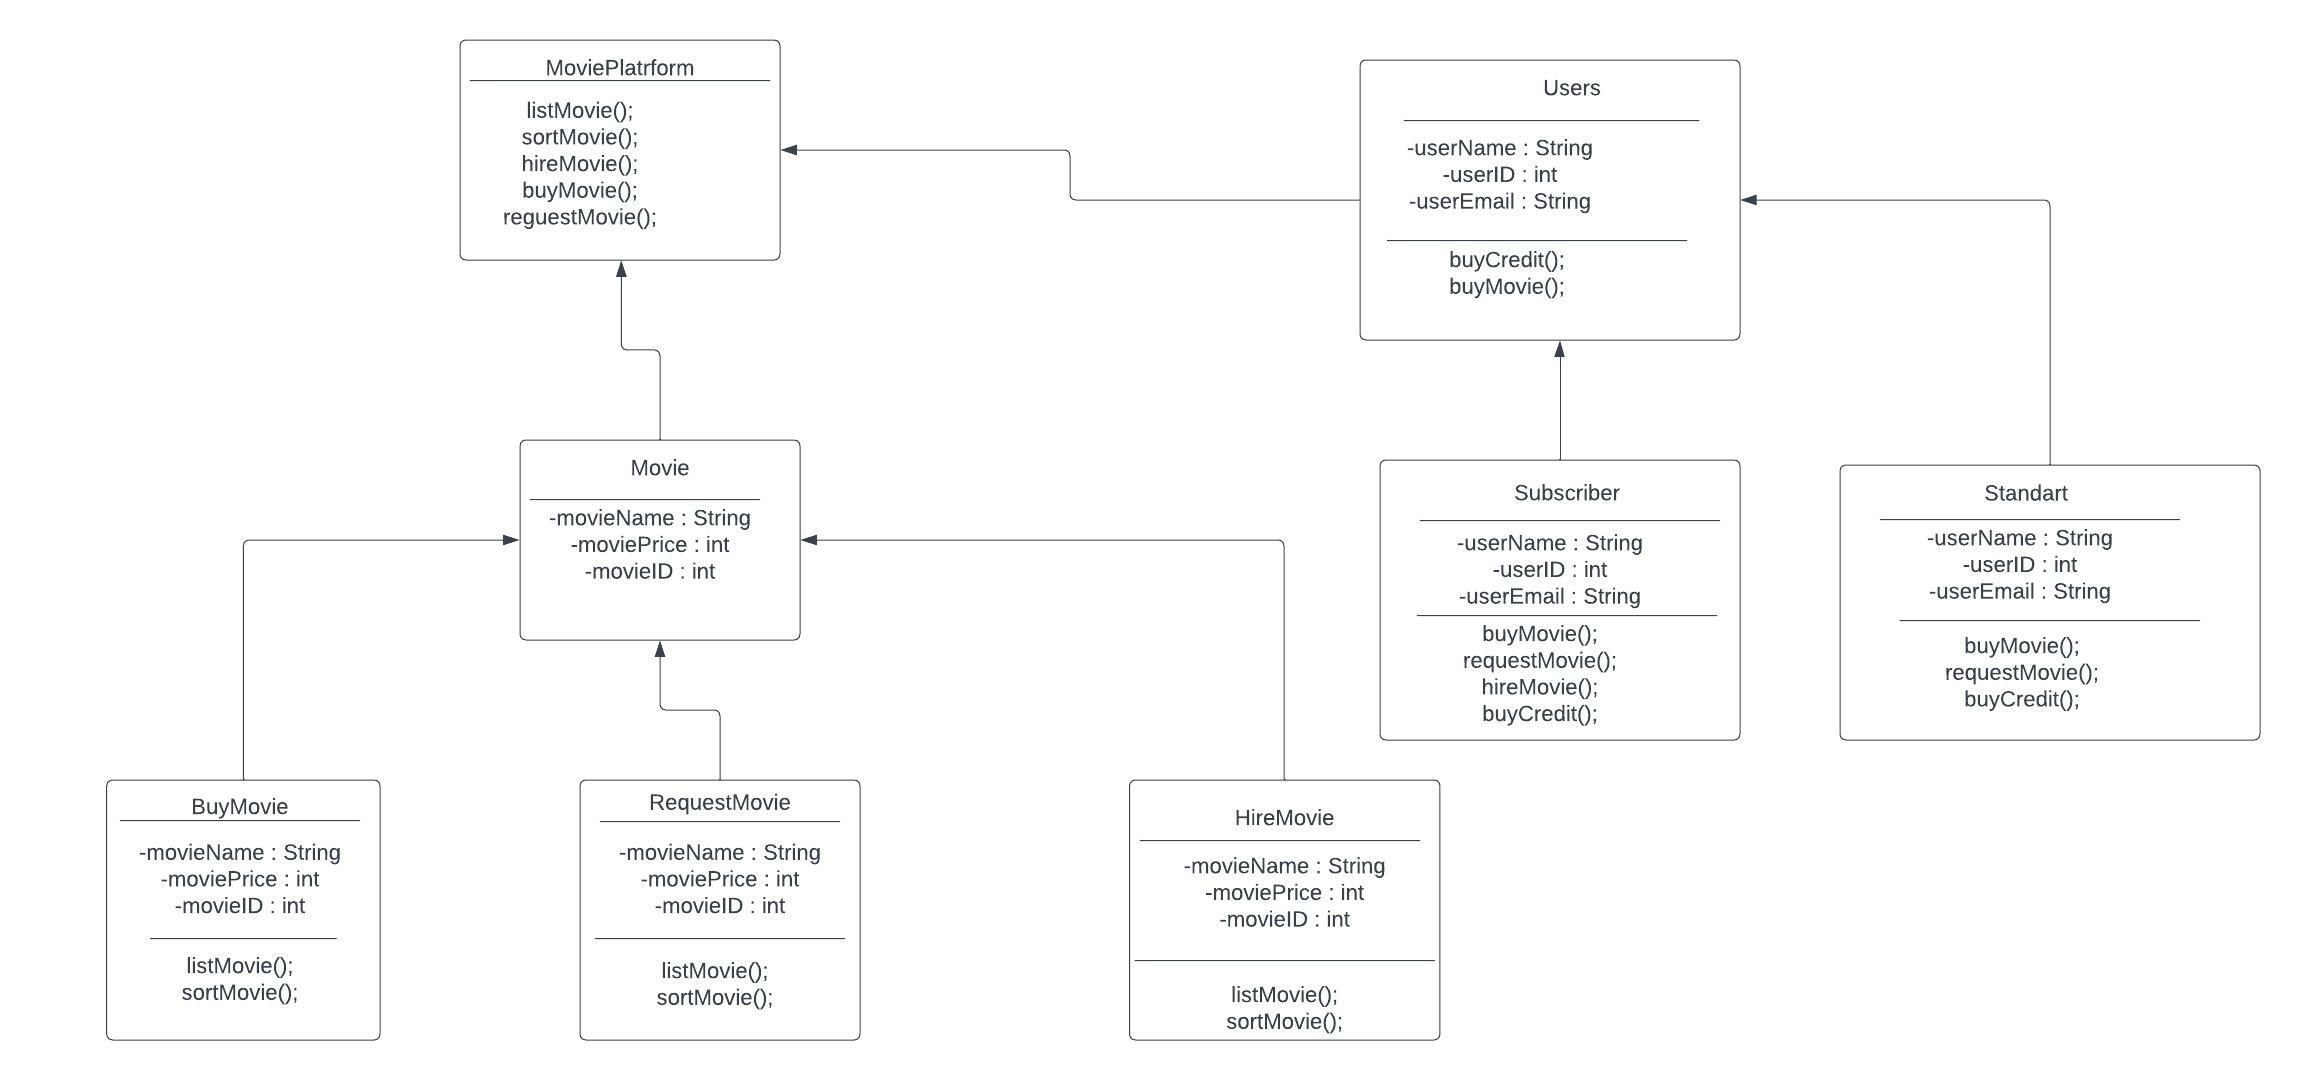 MoviePlatrform
listMovie();
sortMovie();
hireMovie();
buyMovie();
reguestMovie();
Users
-userName : String
-userID : int
-userEmail : String
buyCredit();
buyMovie();
Movie
-movieName : String
-moviePrice : int
-movieID : int
Subscriber
-userName : String
-userID : int
-userEmail : String
buyMovie();
requestMovie();
hireMovie();
buyCredit();
Standart
-userName : String
-userID : int
-userEmail : String
buyMovie();
requestMovie();
buyCredit();
BuyMovie
-movieName : String
-moviePrice : int
-movieID : int
listMovie();
sortMovie();
RequestMovie
-movieName : String
-moviePrice : int
-movieID : int
listMovie();
sortMovie();
HireMovie
-movieName : String
-moviePrice : int
-movieID : int
listMovie();
sortMovie();